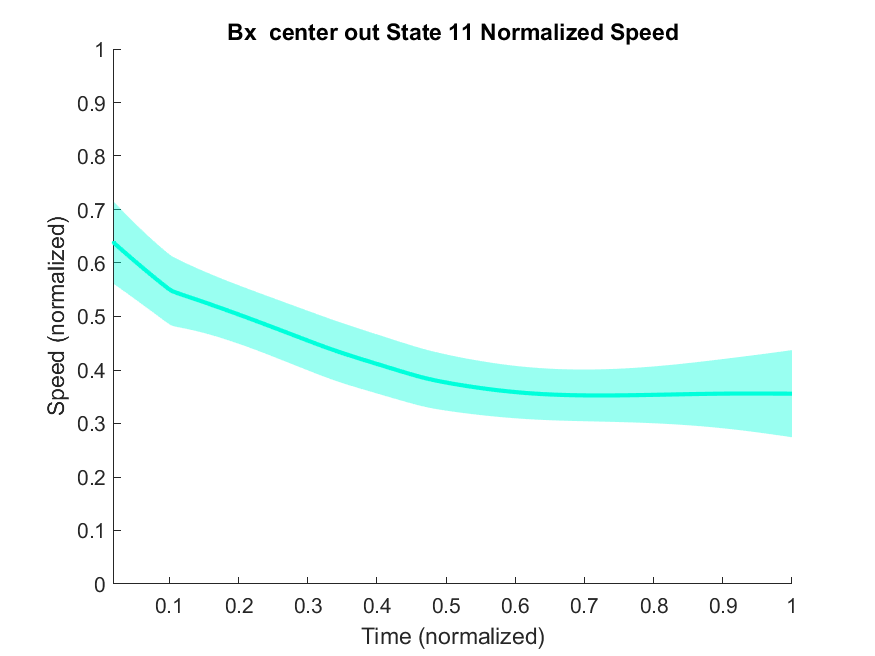 Bx  center out State 11 Normalized Speed
1
0.9
0.8
0.7
0.6
0.5
0.4
0.3
0.2
0.1
0
Speed (normalized)
0.1 0.2 0.3 0.4 0.5 0.6 0.7 0.8 0.9 1
Time (normalized)